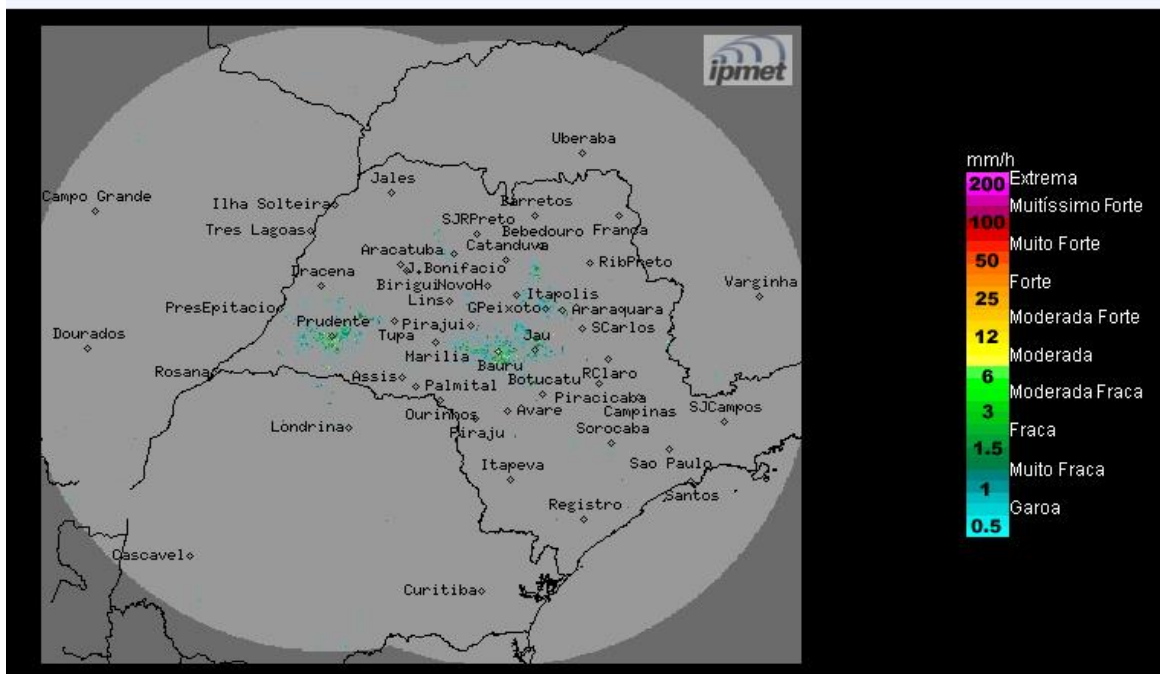 ipmet
Uberaba
Jales
Campo Grande
Ilha Solteira
Barretos
SJRPreto
Tres Lagoas
Bebedouro
Franca
Aracatuba
Catanduva
J.Bonifacio
RibPreto
Dracena
Birigui
NovoH
Varginha
Lins
Itapolis
PresEpitacio
GPeixoto
Araraquara
Prudente
Pirajui
SCarlos
Dourados
Tupa
Jau
Marilia
Bauru
Rosana
Assis
Botucatu
RClaro
Palmital
Piracicaba
Ourinhos
Avare
Campinas
SJCampos
Londrina
Piraju
Sorocaba
Itapeva
Sao Paulo
Santos
Registro
Cascavel
Curitiba
mm/h
200 Extrema
Muitíssimo Forte
100
Muito Forte
50
Forte
25
Moderada Forte
12
Moderada
6
Moderada Fraca
3
Fraca
1.5
Muito Fraca
1
Garoa
0.5